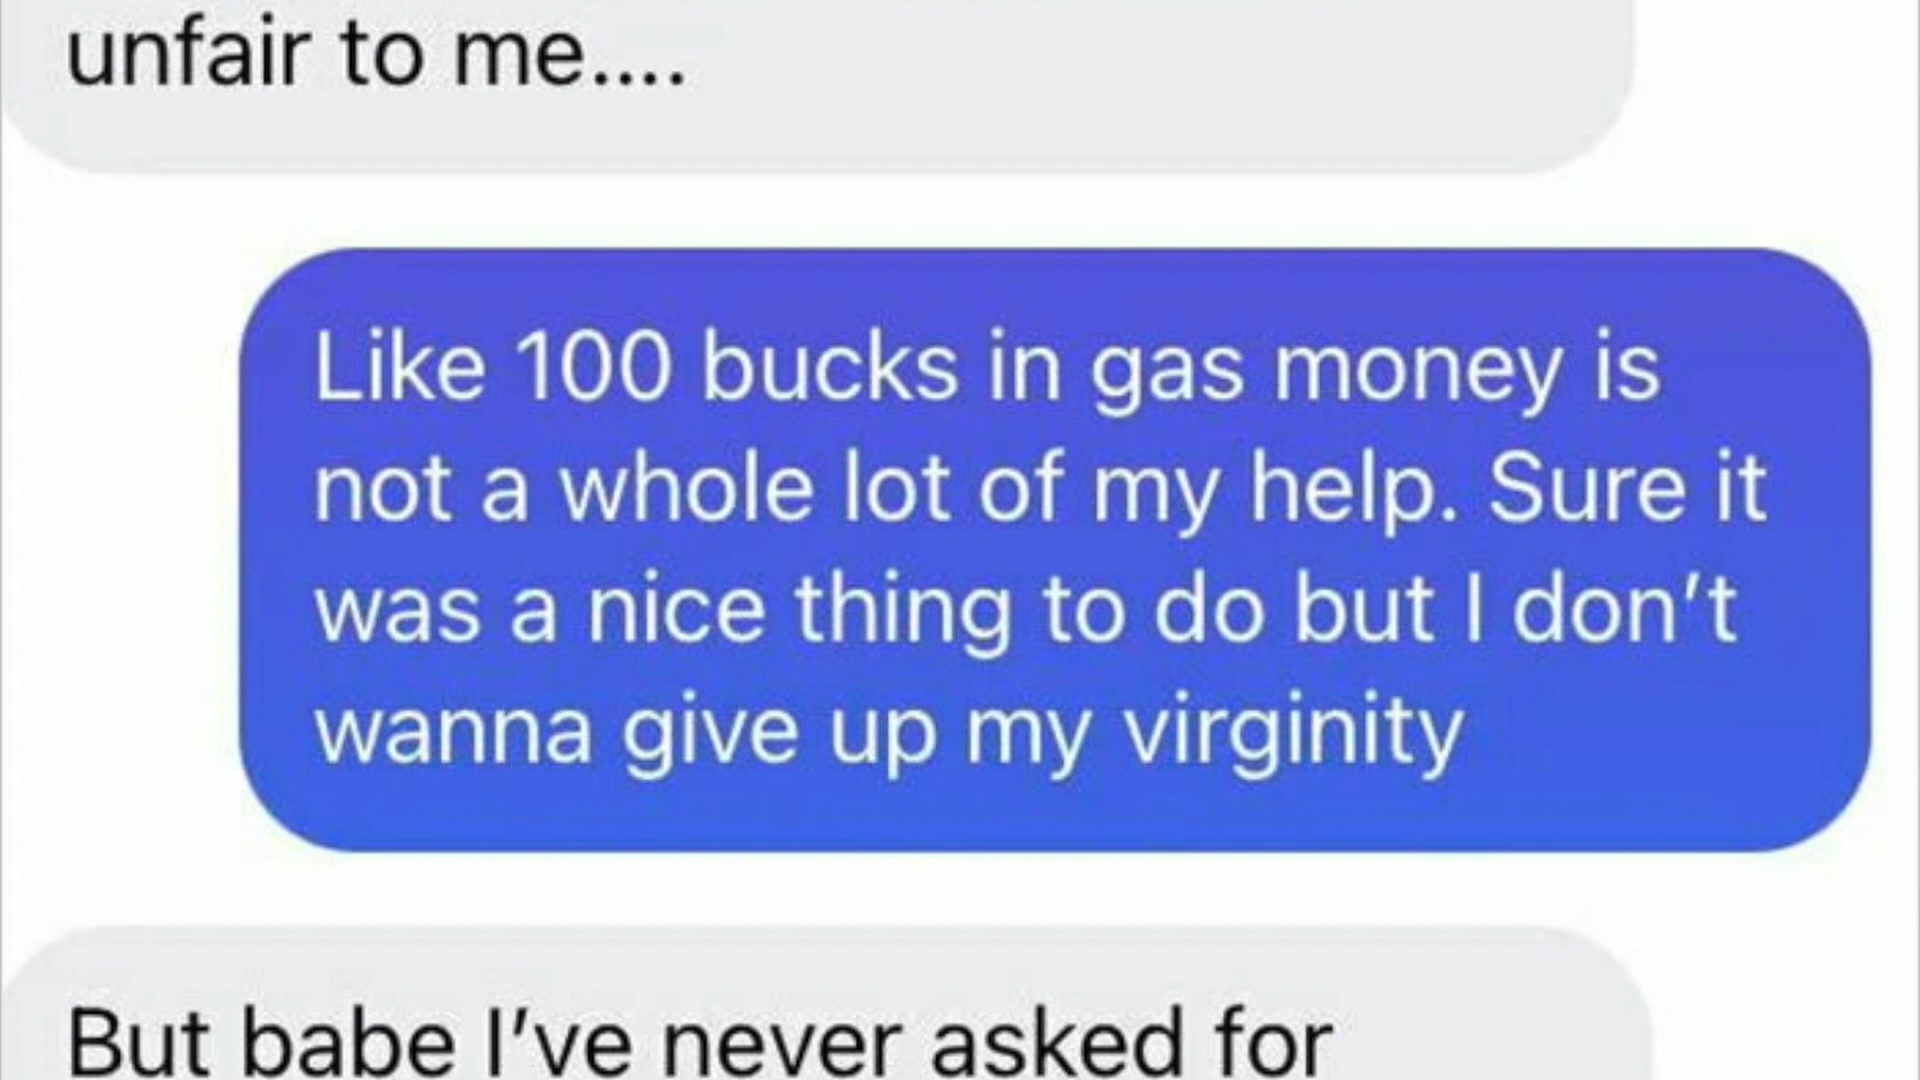 unfair to me....
Like 100 bucks in gas money is
not a whole lot of my help. Sure it
was a nice thing to do but I don’t
wanna give up my virginity
But babe I’ve never asked for